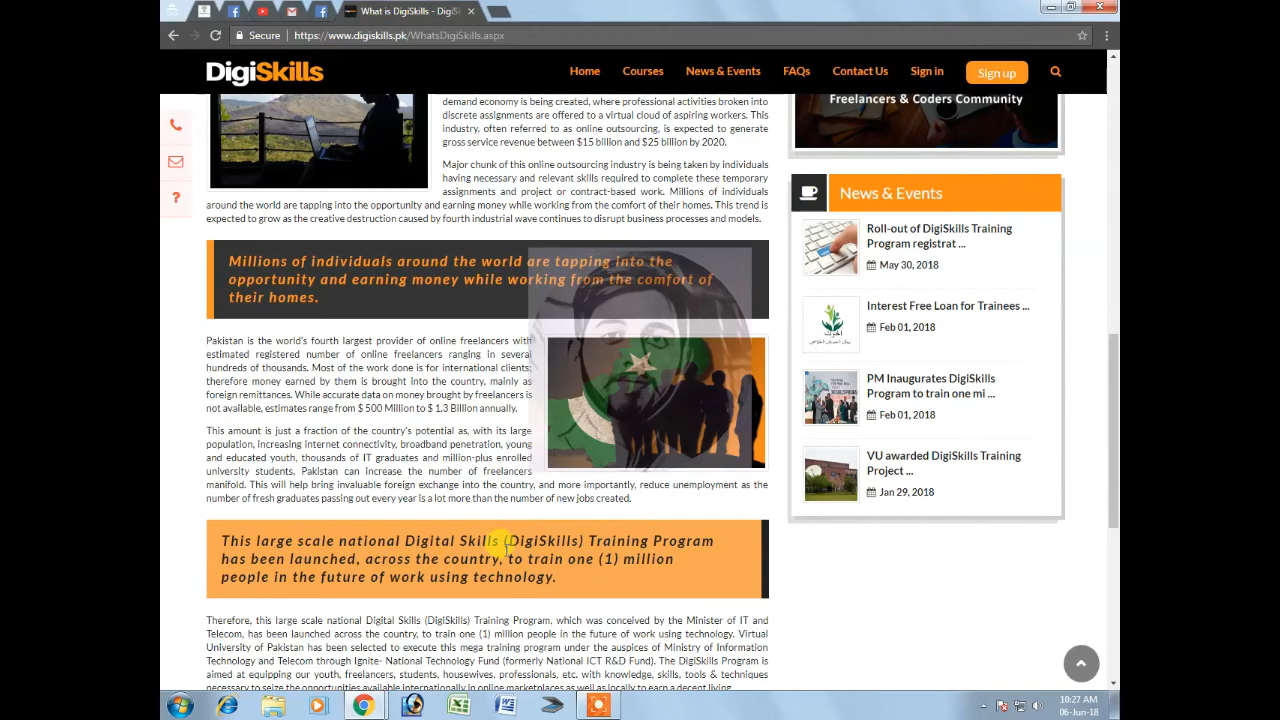 What is DigiSkills - DigiSk
Secure
https://www.digiskills.pk/WhatsDigiSkills.aspx
DigiSkills
Home
Courses
News & Events
FAQs
Contact Us
Sign in
Sign up
demand economy is being created, where professional activities broken into
discrete assignments are offered to a virtual cloud of aspiring workers. This
industry, often referred to as online outsourcing, is expected to generate
gross service revenue between $15 billion and $25 billion by 2020.
Major chunk of this online outsourcing industry is being taken by individuals
having necessary and relevant skills required to complete these temporary
assignments and project or contract-based work. Millions of individuals
around the world are tapping into the opportunity and earning money while working from the comfort of their homes. This trend is
expected to grow as the creative destruction caused by fourth industrial wave continues to disrupt business processes and models.
Millions of individuals around the world are tapping into the
opportunity and earning money while working from the comfort of
their homes.
Pakistan is the world's fourth largest provider of online freelancers with
estimated registered number of online freelancers ranging in several
hundreds of thousands. Most of the work done is for international clients;
therefore money earned by them is brought into the country, mainly as
foreign remittances. While accurate data on money brought by freelancers is
not available, estimates range from $ 500 Million to $ 1.3 Billion annually.
This amount is just a fraction of the country's potential as, with its large
population, increasing internet connectivity, broadband penetration, young
and educated youth, thousands of IT graduates and million-plus enrolled
university students. Pakistan can increase the number of freelancers
manifold. This will help bring invaluable foreign exchange into the country, and more importantly, reduce unemployment as the
number of fresh graduates passing out every year is a lot more than the number of new jobs created.
This large scale national Digital Skills (DigiSkills) Training Program
has been launched, across the country, to train one (1) million
people in the future of work using technology.
Therefore, this large scale national Digital Skills (DigiSkills) Training Program, which was conceived by the Minister of IT and
Telecom, has been launched across the country, to train one (1) million people in the future of work using technology. Virtual
University of Pakistan has been selected to execute this mega training program under the auspices of Ministry of Information
Technology and Telecom through Ignite- National Technology Fund (formerly National ICT R&D Fund). The DigiSkills Program is
aimed at equipping our youth, freelancers, students, housewives, professionals, etc. with knowledge, skills, tools & techniques
necessary to seize the opportunities available internationally in online marketplaces as well as locally to earn a decent living.
Freelancers & Coders Community
News & Events
Roll-out of DigiSkills Training
Program registrat ...
May 30, 2018
Interest Free Loan for Trainees ...
Feb 01, 2018
PM Inaugurates DigiSkills
Program to train one mi ...
Feb 01, 2018
VU awarded DigiSkills Training
Project ...
Jan 29, 2018
10:27 AM
06-Jun-18